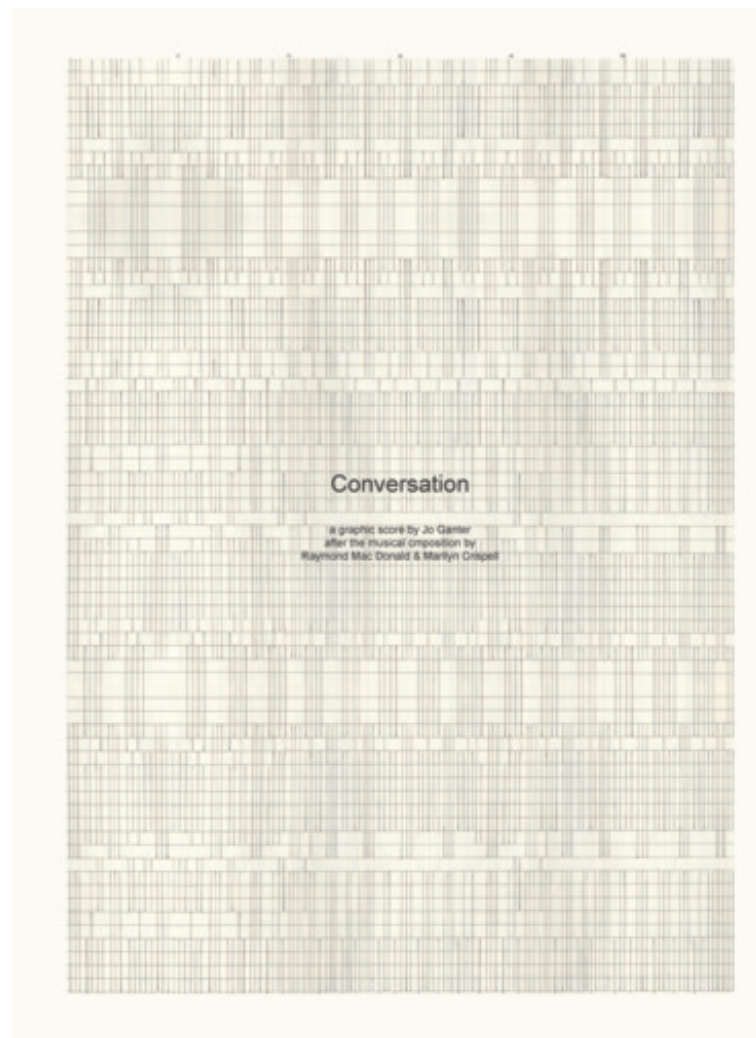 Conversation
a graphic score by Jo Ganter
after the musical cmposition by
Raymond Mac Donald & Marilyn Crispell